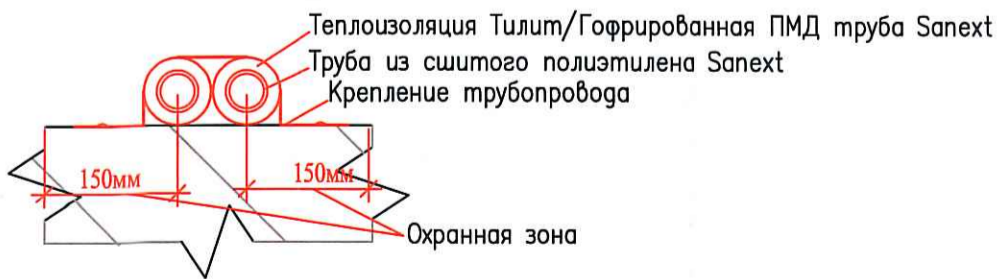 Теплоизоляция Тилит/Гофрированная ПМД труба Sanext
Труба из сшитого полиэтилена Sanext
Крепление трубопровода
150мм 150мм
Охранная зона